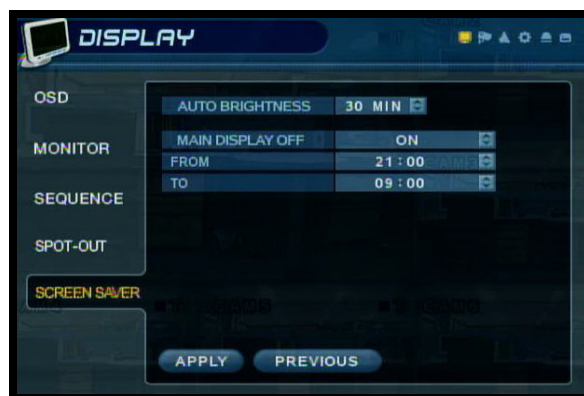 DISPLAY
OSD
MONITOR
SEQUENCE
SPOT-OUT
SCREEN SAVER
AUTO BRIGHTNESS 30 MIN
MAIN DISPLAY OFF ON
FROM 21:00
TO 09:00
APPLY PREVIOUS